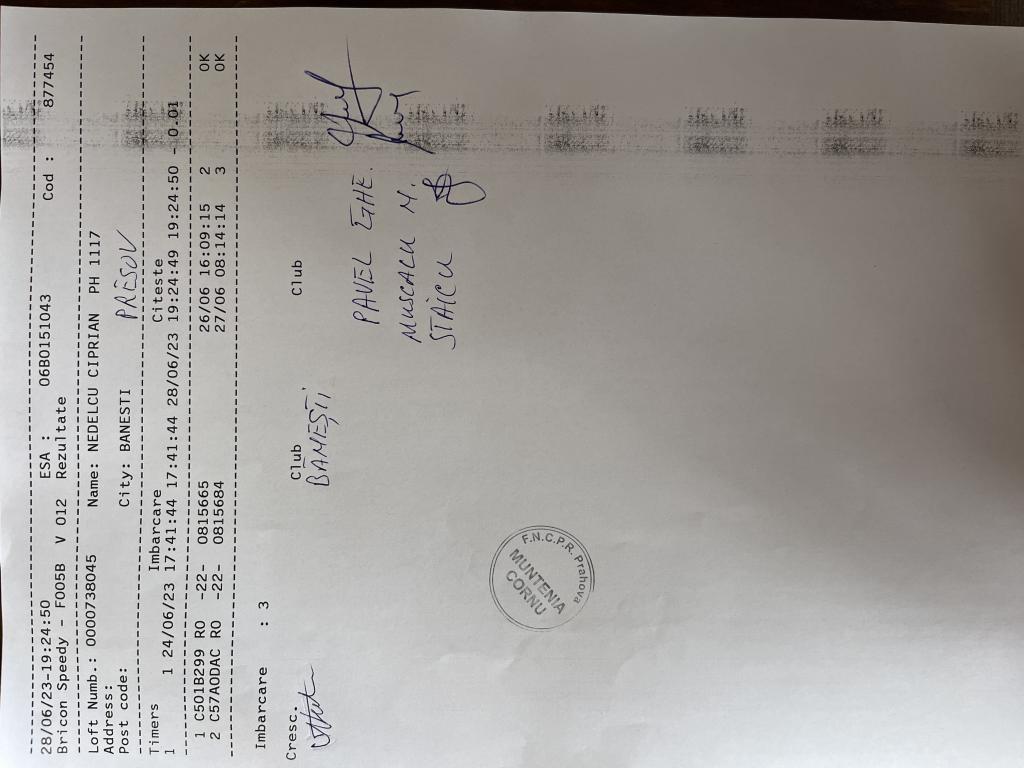 28/06/23-19:24:50 ESA : 06B0151043 Cod : 877454
Bricon Speedy - F005B V 012 Rezultate
Loft Numb.: 0000738045 Name: NEDELCU CIPRIAN PH 1117
Address:
Post code: City: BANESTI PRESOV
Timers Imbarcare Citeste
1 1 24/06/23 17:41:44 17:41:44 28/06/23 19:24:49 19:24:50 - 0.01
1 C501B299 RO -22- 0815665 26/06 16:09:15 2 OK
2 C57A0DAC RO -22- 0815684 27/06 08:14:14 3 OK
Imbarcare : 3
Cresc. Club Club
BANEȘTI
PAVEL GHE.
MUSCALU M.
STAICU
F.N.C.P.R. Prahova
MUNTENIA
CORNU